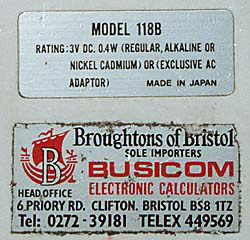 MODEL 118B
RATING: 3V DC. 0.4W (REGULAR, ALKALINE OR
NICKEL CADMIUM) OR (EXCLUSIVE AC
ADAPTOR) MADE IN JAPAN
Broughtons of Bristol
SOLE IMPORTERS
B
BUSICOM
ELECTRONIC CALCULATORS
HEAD OFFICE
6, PRIORY RD. CLIFTON. BRISTOL BS8 1TZ
Tel: 0272-39181 TELEX 449569